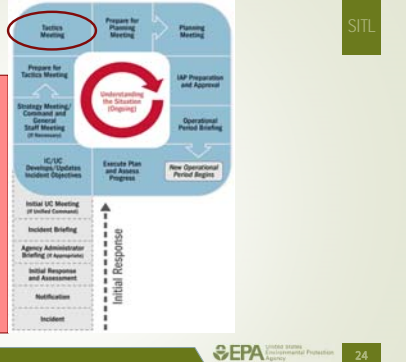 SITL
Tactics
Meeting
Prepare for
Planning
Meeting
Planning
Meeting
Prepare for
Tactics Meeting
Understanding
the Situation
(Ongoing)
IAP Preparation
and Approval
Strategy Meeting/
Command and
General
Staff Meeting
(If Necessary)
Operational
Period Briefing
IC/UC
Develops/Updates
Incident Objectives
Execute Plan
and Assess
Progress
New Operational
Period Begins
Initial UC Meeting
(If Unified Command)
Incident Briefing
Agency Administrator
Briefing (If Appropriate)
Initial Response
and Assessment
Notification
Incident
Initial Response
EPA
United States
Environmental Protection
Agency
24